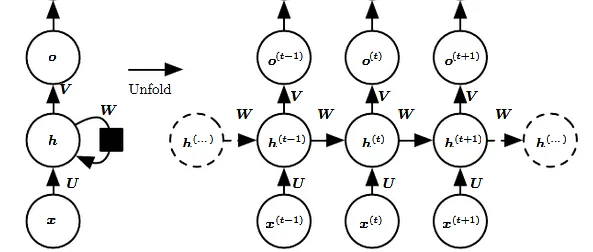 o
o^(t−1)
o^(t)
o^(t+1)
Unfold
V
V
V
V
W
W
W
W
W
h
h^(...)
h^(t−1)
h^(t)
h^(t+1)
h^(...)
U
U
U
U
x
x^(t−1)
x^(t)
x^(t+1)